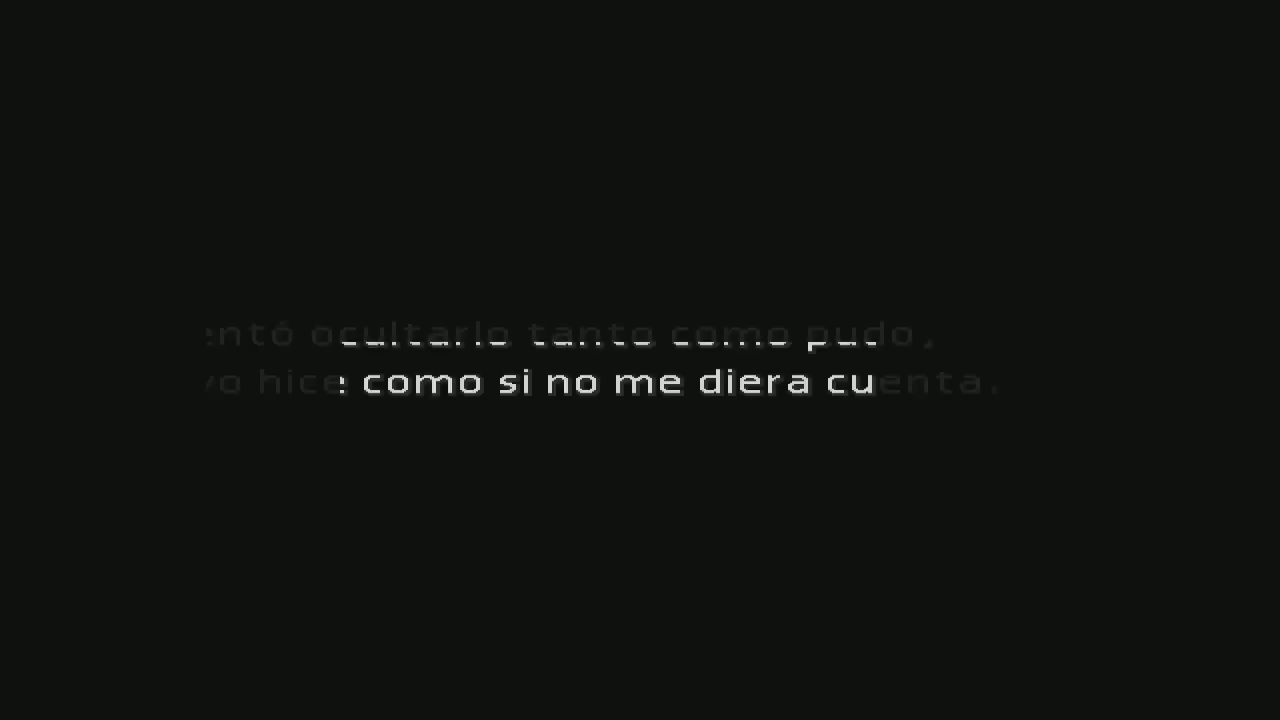 ocultarlo tanto como pudo,
hice como si no me diera cuenta.